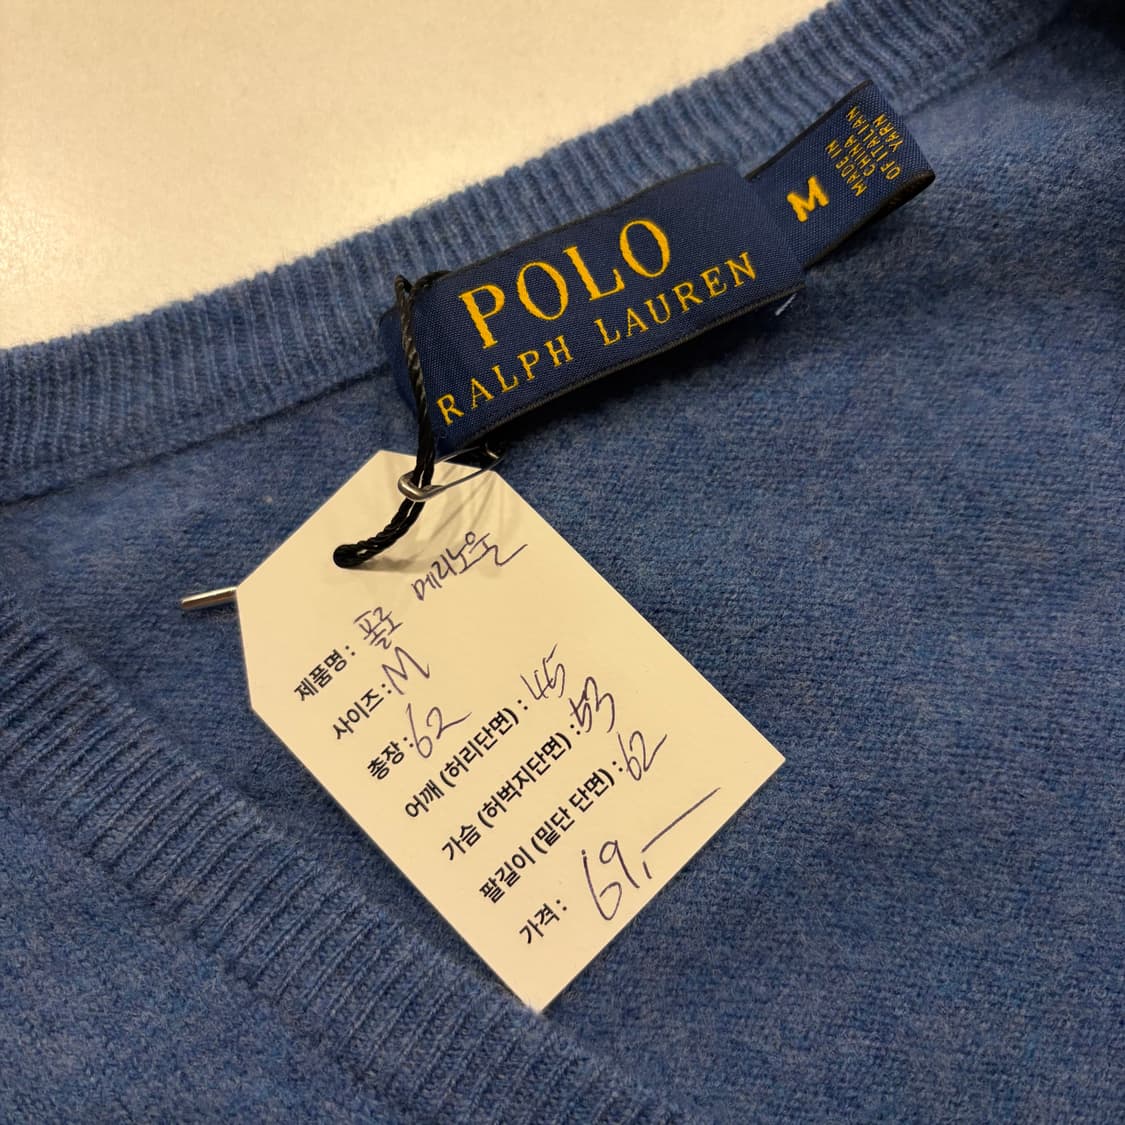 POLO
RALPH LAUREN
M
MADE IN
CHINA
OF ITALIAN
YARN
제품명: 폴로 메리노울
사이즈: M
총장: 62
어깨 (허리단면) : 45
가슴 (허벅지단면) : 53
팔길이 (밑단 단면) : 62
가격: 69,—